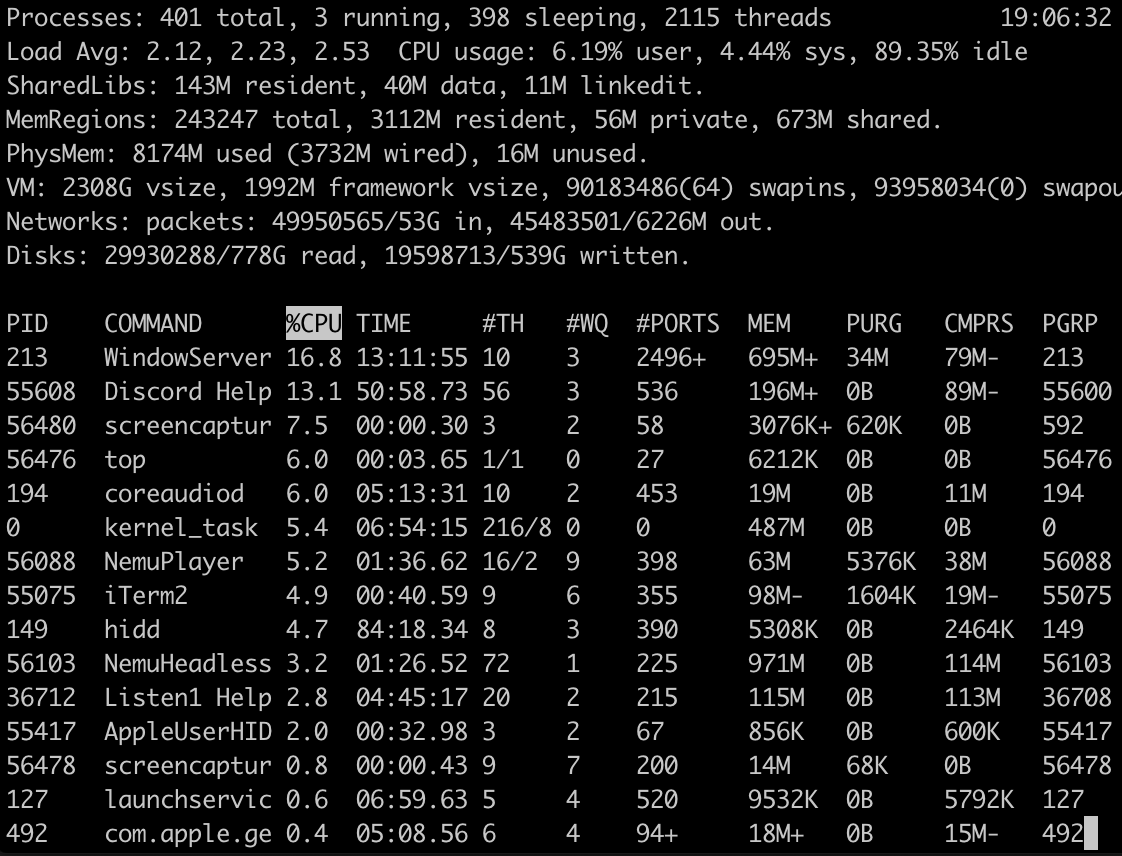 Processes: 401 total, 3 running, 398 sleeping, 2115 threads 19:06:32
Load Avg: 2.12, 2.23, 2.53 CPU usage: 6.19% user, 4.44% sys, 89.35% idle
SharedLibs: 143M resident, 40M data, 11M linkedit.
MemRegions: 243247 total, 3112M resident, 56M private, 673M shared.
PhysMem: 8174M used (3732M wired), 16M unused.
VM: 2308G vsize, 1992M framework vsize, 90183486(64) swapins, 93958034(0) swapou
Networks: packets: 49950565/53G in, 45483501/6226M out.
Disks: 29930288/778G read, 19598713/539G written.
PID COMMAND %CPU TIME #TH #WQ #PORTS MEM PURG CMPRS PGRP
213 WindowServer 16.8 13:11:55 10 3 2496+ 695M+ 34M 79M- 213
55608 Discord Help 13.1 50:58.73 56 3 536 196M+ 0B 89M- 55600
56480 screencaptur 7.5 00:00.30 3 2 58 3076K+ 620K 0B 592
56476 top 6.0 00:03.65 1/1 0 27 6212K 0B 0B 56476
194 coreaudiod 6.0 05:13:31 10 2 453 19M 0B 11M 194
0 kernel_task 5.4 06:54:15 216/8 0 0 487M 0B 0B 0
56088 NemuPlayer 5.2 01:36.62 16/2 9 398 63M 5376K 38M 56088
55075 iTerm2 4.9 00:40.59 9 6 355 98M- 1604K 19M- 55075
149 hidd 4.7 84:18.34 8 3 390 5308K 0B 2464K 149
56103 NemuHeadless 3.2 01:26.52 72 1 225 971M 0B 114M 56103
36712 Listen1 Help 2.8 04:45:17 20 2 215 115M 0B 113M 36708
55417 AppleUserHID 2.0 00:32.98 3 2 67 856K 0B 600K 55417
56478 screencaptur 0.8 00:00.43 9 7 200 14M 68K 0B 56478
127 launchservic 0.6 06:59.63 5 4 520 9532K 0B 5792K 127
492 com.apple.ge 0.4 05:08.56 6 4 94+ 18M+ 0B 15M- 492